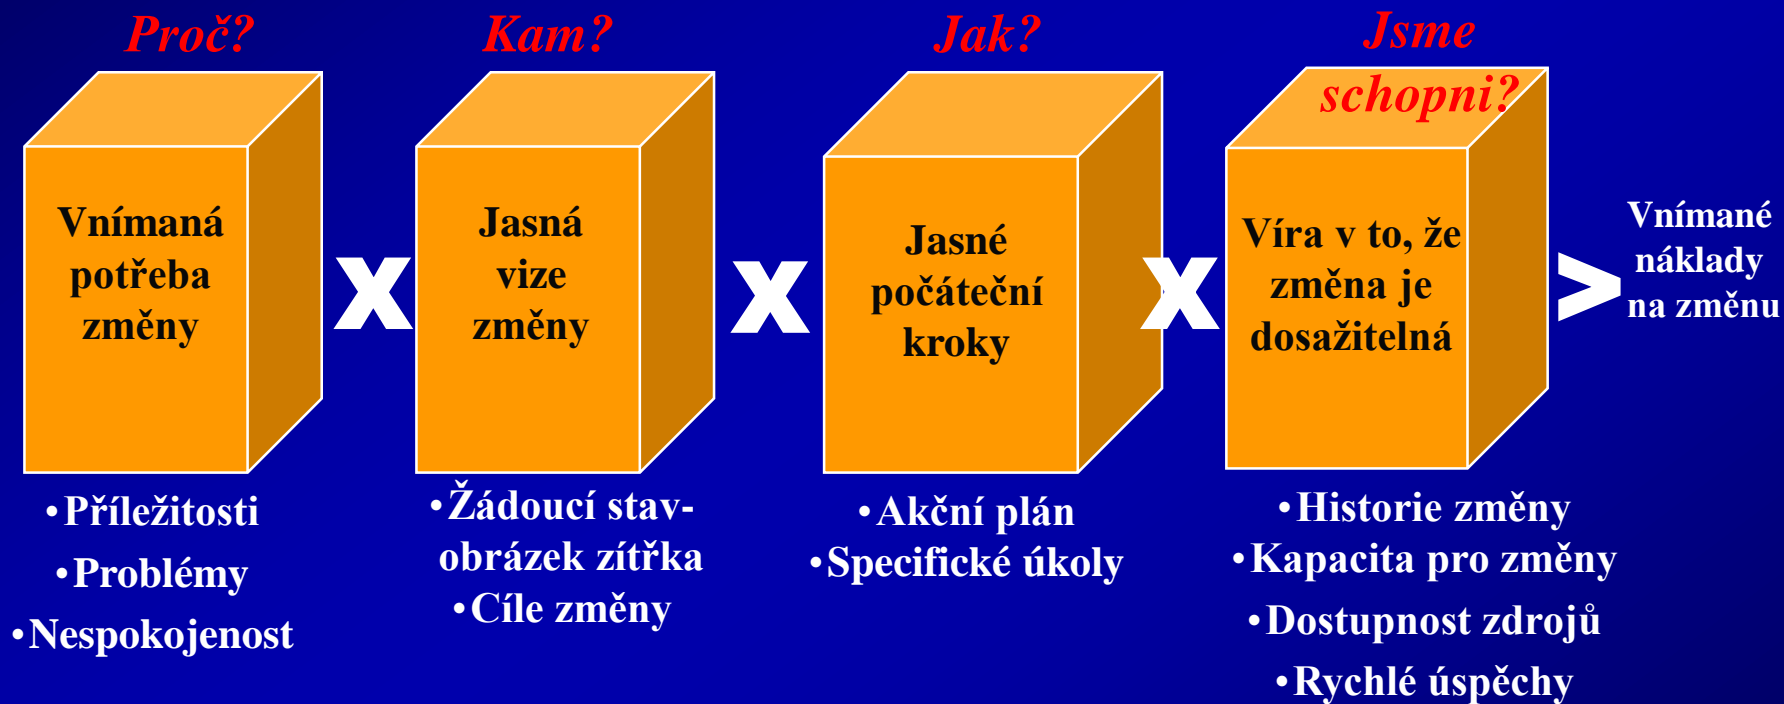 Proč?
Vnímaná
potřeba
změny
•Příležitosti
•Problémy
•Nespokojenost
x
Kam?
Jasná
vize
změny
•Žádoucí stav-
obrázek zítřka
•Cíle změny
x
Jak?
Jasné
počáteční
kroky
•Akční plán
•Specifické úkoly
x
Jsme
schopni?
Víra v to, že
změna je
dosažitelná
•Historie změny
•Kapacita pro změny
•Dostupnost zdrojů
•Rychlé úspěchy
>
Vnímané
náklady
na změnu